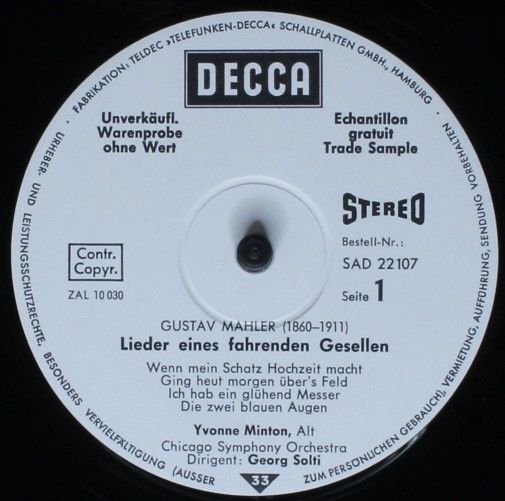 FABRIKATION: TELDEC »TELEFUNKEN-DECCA« SCHALLPLATTEN GMBH., HAMBURG
DECCA
Unverkäufl.
Warenprobe
ohne Wert
Echantillon
gratuit
Trade Sample
STEREO
Bestell-Nr.:
SAD 22107
Seite 1
Contr.
Copyr.
ZAL 10 030
GUSTAV MAHLER (1860–1911)
Lieder eines fahrenden Gesellen
Wenn mein Schatz Hochzeit macht
Ging heut morgen über's Feld
Ich hab ein glühend Messer
Die zwei blauen Augen
Yvonne Minton, Alt
Chicago Symphony Orchestra
Dirigent: Georg Solti
33
URHEBER- UND LEISTUNGSSCHUTZRECHTE, BESONDERS VERVIELFÄLTIGUNG (AUSSER ZUM PERSÖNLICHEN GEBRAUCH), VERMIETUNG, AUFFÜHRUNG, SENDUNG VORBEHALTEN